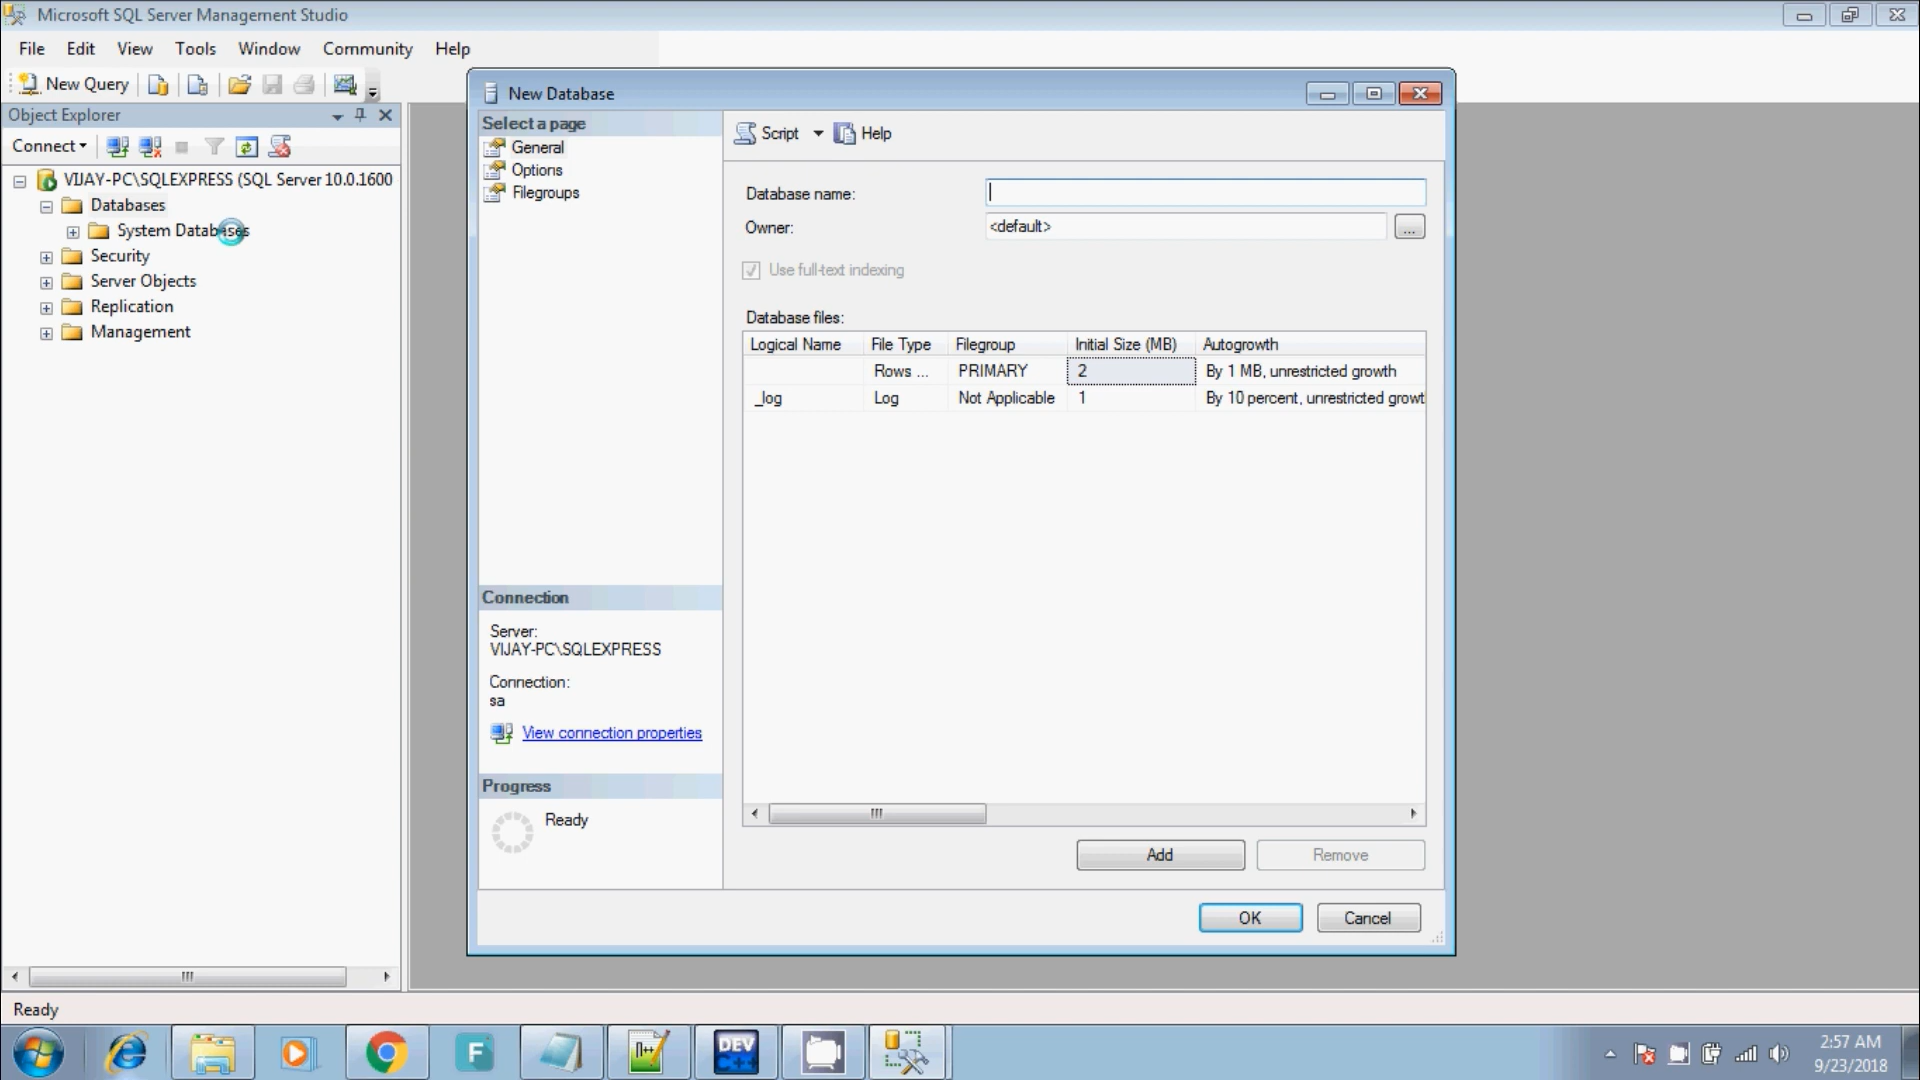 Microsoft SQL Server Management Studio
File Edit View Tools Window Community Help
New Query
Object Explorer
Connect
VIJAY-PC\SQLEXPRESS (SQL Server 10.0.1600
Databases
System Databases
Security
Server Objects
Replication
Management
New Database
Select a page
General
Options
Filegroups
Script Help
Database name:
Owner: <default> ...
Use full-text indexing
Database files:
Logical Name File Type Filegroup Initial Size (MB) Autogrowth
Rows ... PRIMARY 2 By 1 MB, unrestricted growth
_log Log Not Applicable 1 By 10 percent, unrestricted growt
Connection
Server:
VIJAY-PC\SQLEXPRESS
Connection:
sa
View connection properties
Progress
Ready
Add Remove
OK Cancel
Ready
F
n++
DEV
C++
2:57 AM
9/23/2018